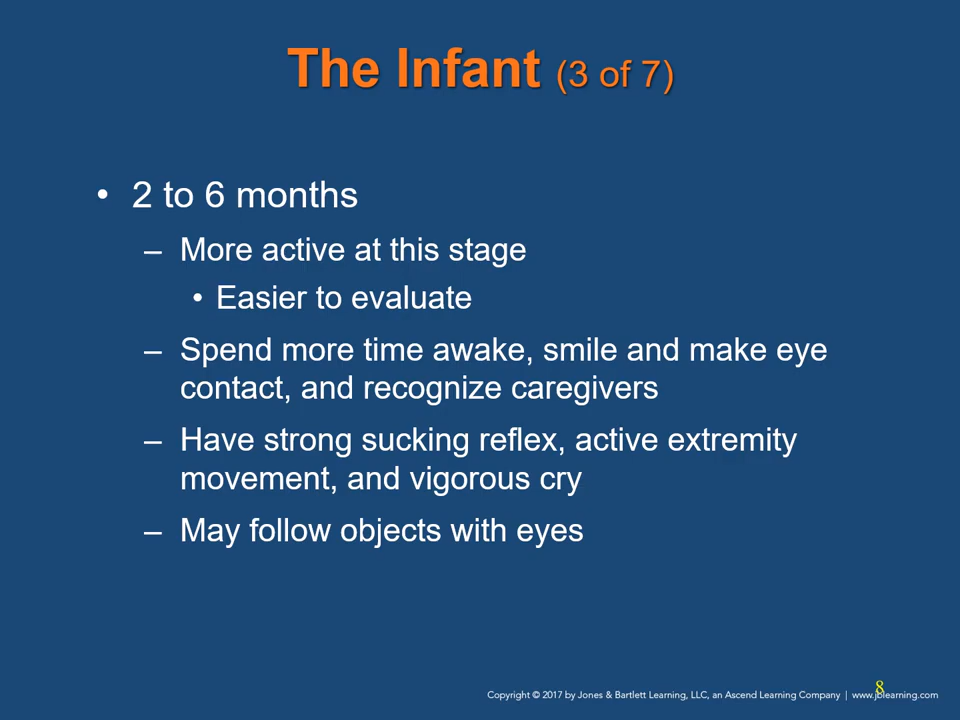 The Infant (3 of 7)
• 2 to 6 months
– More active at this stage
• Easier to evaluate
– Spend more time awake, smile and make eye
contact, and recognize caregivers
– Have strong sucking reflex, active extremity
movement, and vigorous cry
– May follow objects with eyes
8
Copyright © 2017 by Jones & Bartlett Learning, LLC, an Ascend Learning Company | www.jblearning.com